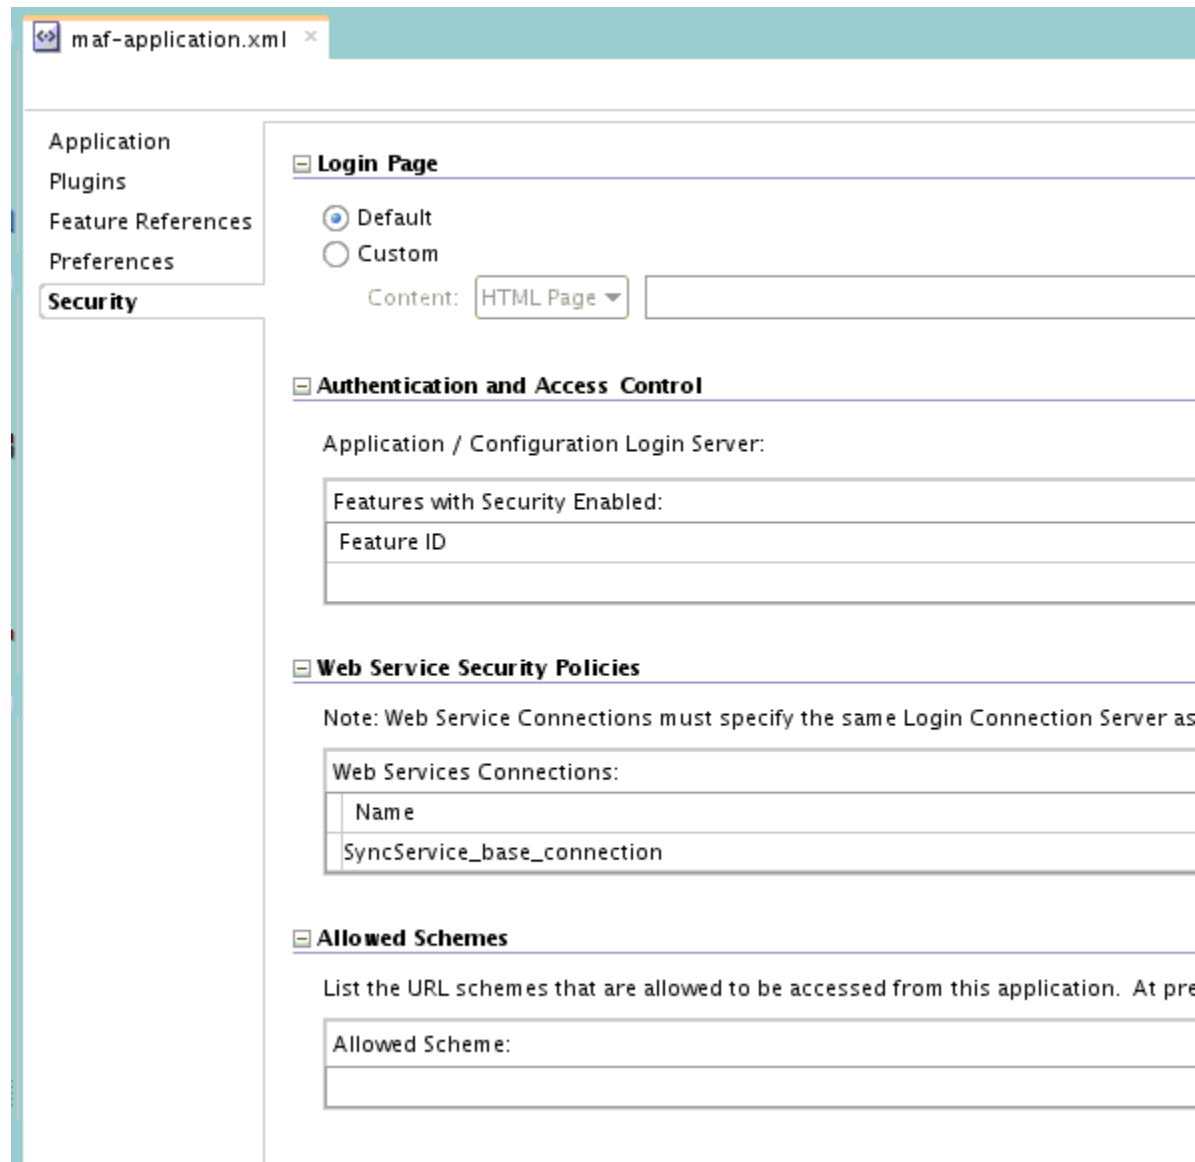 maf-application.xml
Application
Plugins
Feature References
Preferences
Security
Login Page
Default
Custom
Content: HTML Page
Authentication and Access Control
Application / Configuration Login Server:
Features with Security Enabled:
Feature ID
Web Service Security Policies
Note: Web Service Connections must specify the same Login Connection Server as
Web Services Connections:
Name
SyncService_base_connection
Allowed Schemes
List the URL schemes that are allowed to be accessed from this application. At pre
Allowed Scheme: